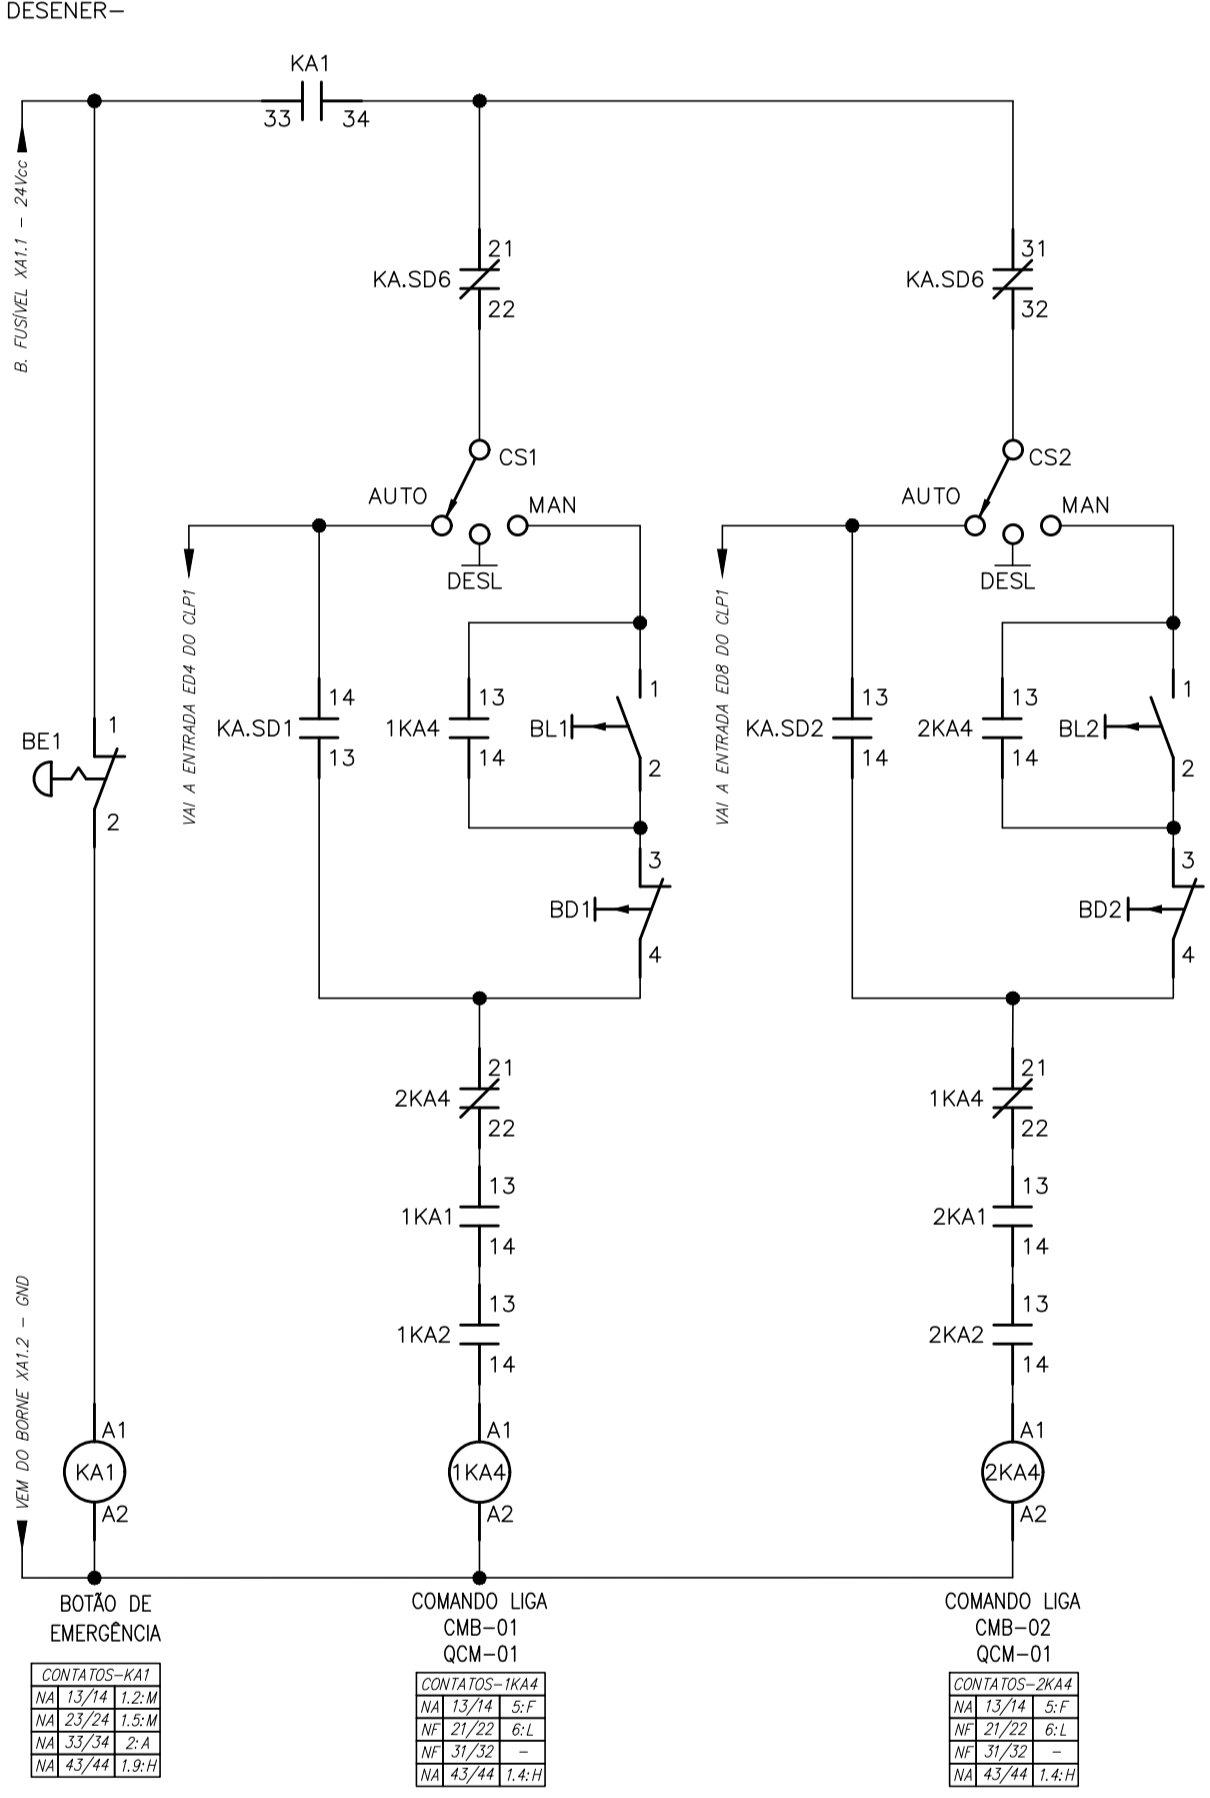 DESENER-
KA1
33 34
B. FUSÍVEL XA1.1 - 24Vcc
21
KA.SD6
22
31
KA.SD6
32
CS1
AUTO
MAN
DESL
CS2
AUTO
MAN
DESL
VAI A ENTRADA ED4 DO CLP1
VAI A ENTRADA ED8 DO CLP1
1
BE1
2
14
KA.SD1
13
13
1KA4
14
1
BL1
2
3
BD1
4
13
KA.SD2
14
13
2KA4
14
1
BL2
2
3
BD2
4
21
2KA4
22
13
1KA1
14
13
1KA2
14
21
1KA4
22
13
2KA1
14
13
2KA2
14
VEM DO BORNE XA1.2 - GND
A1
KA1
A2
A1
1KA4
A2
A1
2KA4
A2
BOTÃO DE
EMERGÊNCIA
COMANDO LIGA
CMB-01
QCM-01
COMANDO LIGA
CMB-02
QCM-01
CONTATOS-KA1
NA 13/14 1.2:M
NA 23/24 1.5:M
NA 33/34 2:A
NA 43/44 1.9:H
CONTATOS-1KA4
NA 13/14 5:F
NF 21/22 6:L
NF 31/32 -
NA 43/44 1.4:H
CONTATOS-2KA4
NA 13/14 5:F
NF 21/22 6:L
NF 31/32 -
NA 43/44 1.4:H